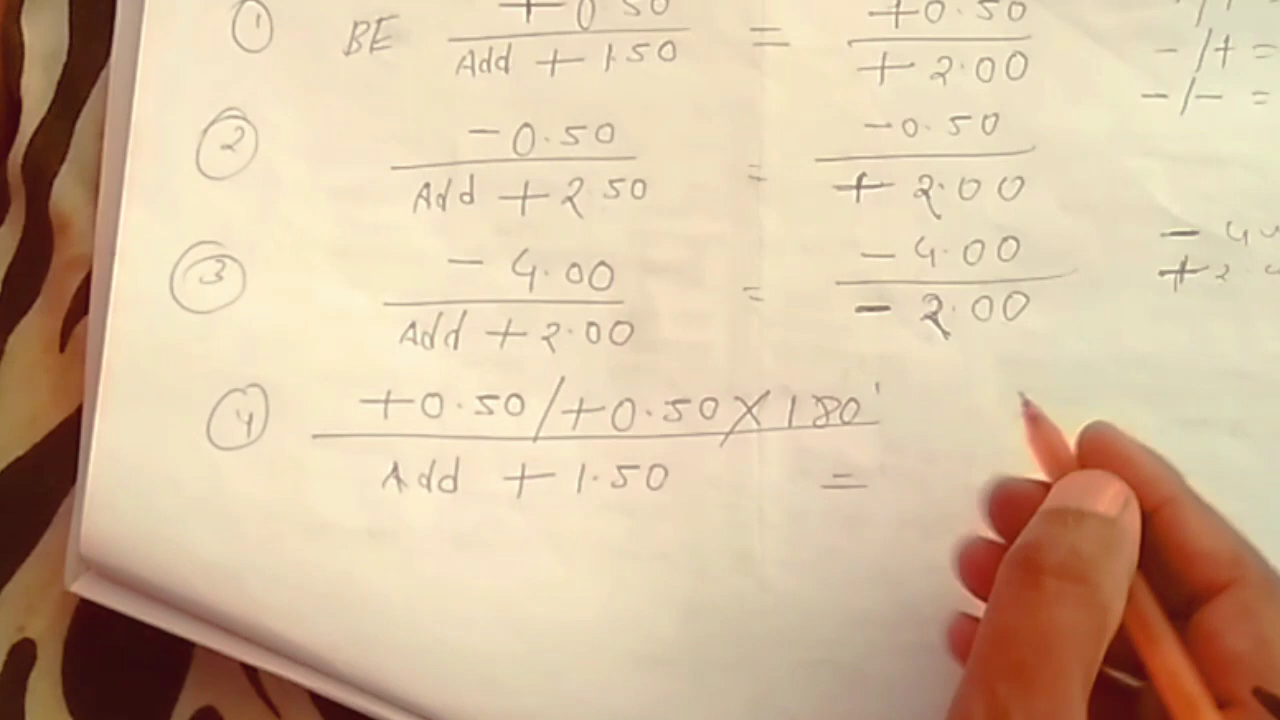 ① BE +0.50 = +0.50
Add +1.50 +2.00
- /+ =
- /- =
② -0.50 = -0.50
Add +2.50 +2.00
③ -4.00 = -4.00
Add +2.00 -2.00
④ +0.50/+0.50X180'
Add +1.50 =